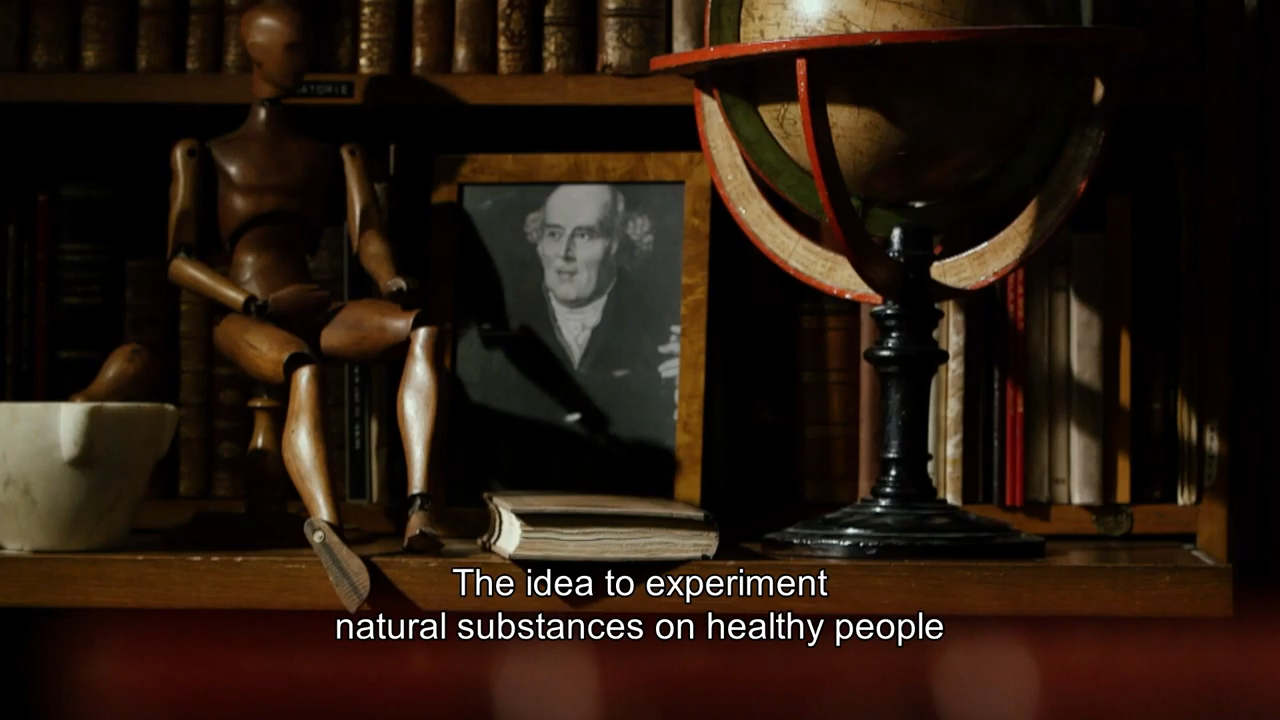 The idea to experiment
natural substances on healthy people